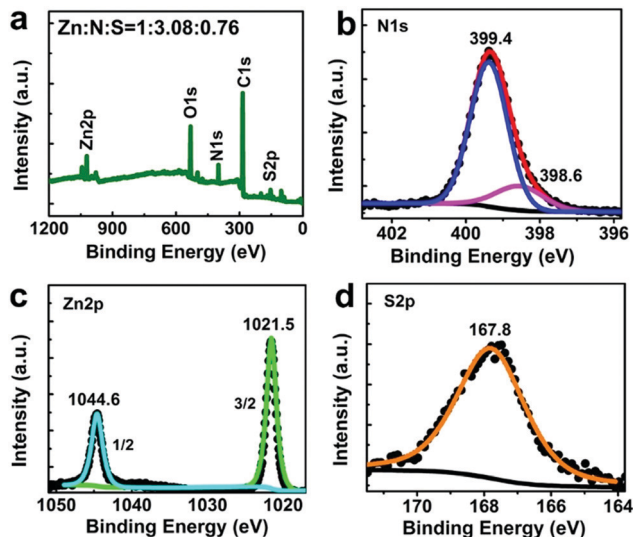 a
Zn:N:S=1:3.08:0.76
Intensity (a.u.)
Zn2p
O1s
N1s
C1s
S2p
1200 900 600 300 0
Binding Energy (eV)
b
N1s
399.4
398.6
Intensity (a.u.)
402 400 398 396
Binding Energy (eV)
c
Zn2p
1021.5
1044.6
3/2
1/2
Intensity (a.u.)
1050 1040 1030 1020
Binding Energy (eV)
d
S2p
167.8
Intensity (a.u.)
170 168 166 164
Binding Energy (eV)